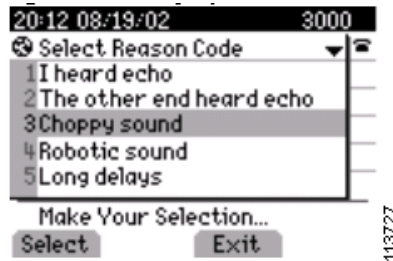 20:12 08/19/02 3000
Select Reason Code
1 I heard echo
2 The other end heard echo
3 Choppy sound
4 Robotic sound
5 Long delays
Make Your Selection...
Select Exit
113727